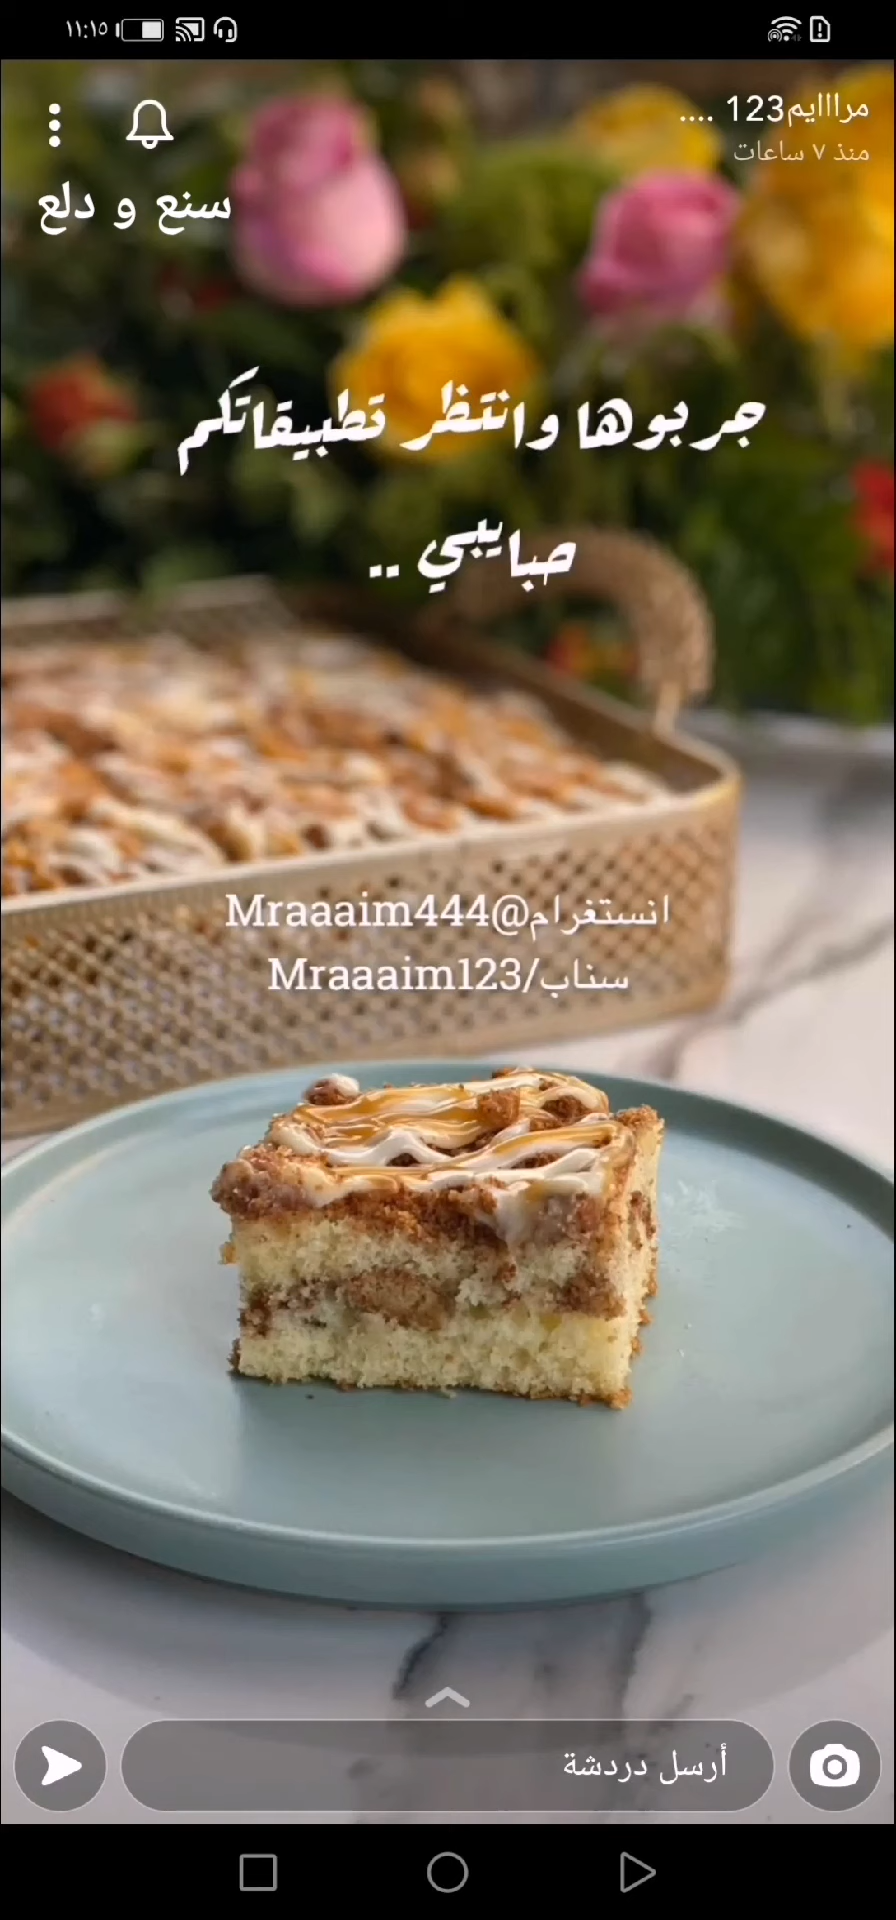 ١١:١٥
مرااايم123 ....
منذ ٧ ساعات
سنع و دلع
جربوها وانتظر تطبيقاتكم
حبايبي ..
انستغرام@Mraaaim444
سناب/Mraaaim123
أرسل دردشة